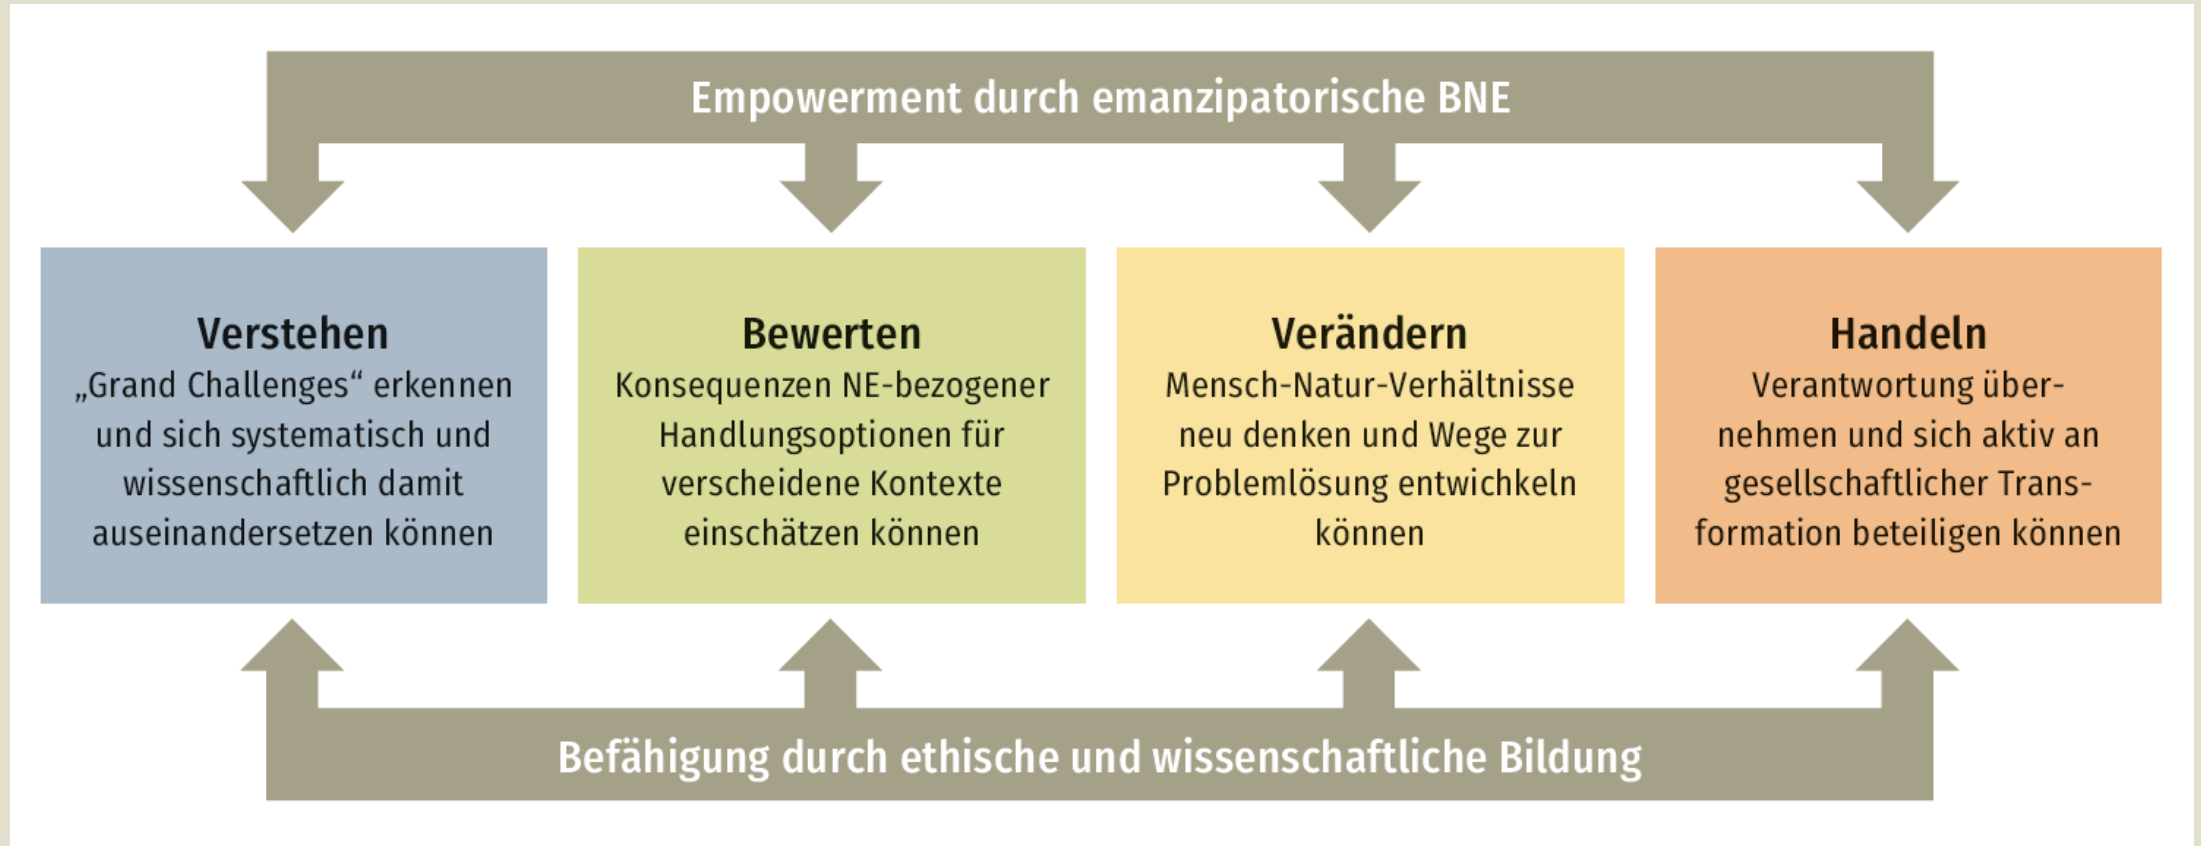 Empowerment durch emanzipatorische BNE
Verstehen
„Grand Challenges“ erkennen
und sich systematisch und
wissenschaftlich damit
auseinandersetzen können
Bewerten
Konsequenzen NE-bezogener
Handlungsoptionen für
verscheidene Kontexte
einschätzen können
Verändern
Mensch-Natur-Verhältnisse
neu denken und Wege zur
Problemlösung entwichkeln
können
Handeln
Verantwortung über-
nehmen und sich aktiv an
gesellschaftlicher Trans-
formation beteiligen können
Befähigung durch ethische und wissenschaftliche Bildung